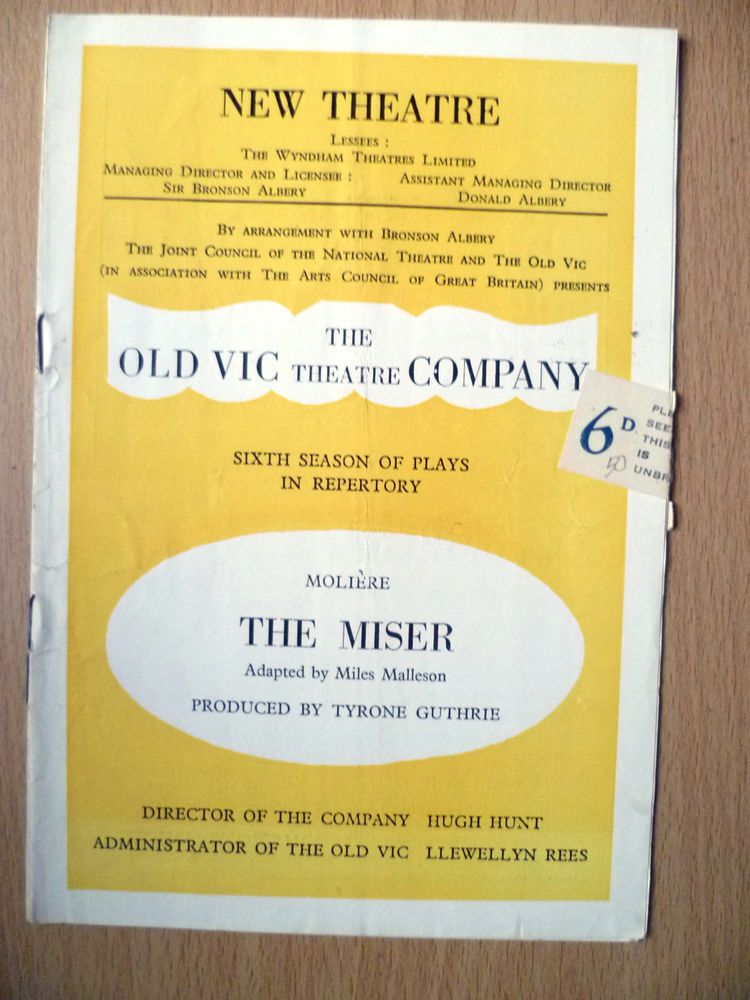 NEW THEATRE
LESSEES :
THE WYNDHAM THEATRES LIMITED
MANAGING DIRECTOR AND LICENSEE : ASSISTANT MANAGING DIRECTOR
SIR BRONSON ALBERY DONALD ALBERY
BY ARRANGEMENT WITH BRONSON ALBERY
THE JOINT COUNCIL OF THE NATIONAL THEATRE AND THE OLD VIC
(IN ASSOCIATION WITH THE ARTS COUNCIL OF GREAT BRITAIN) PRESENTS
THE
OLD VIC THEATRE COMPANY
6D.
SEE
THIS
IS
SIXTH SEASON OF PLAYS
IN REPERTORY
MOLIÈRE
THE MISER
Adapted by Miles Malleson
PRODUCED BY TYRONE GUTHRIE
DIRECTOR OF THE COMPANY HUGH HUNT
ADMINISTRATOR OF THE OLD VIC LLEWELLYN REES